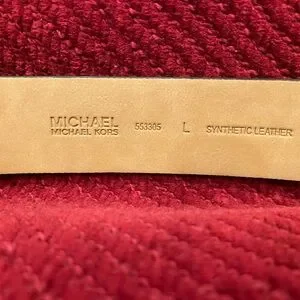 MICHAEL
MICHAEL KORS
553305 L SYNTHETIC LEATHER